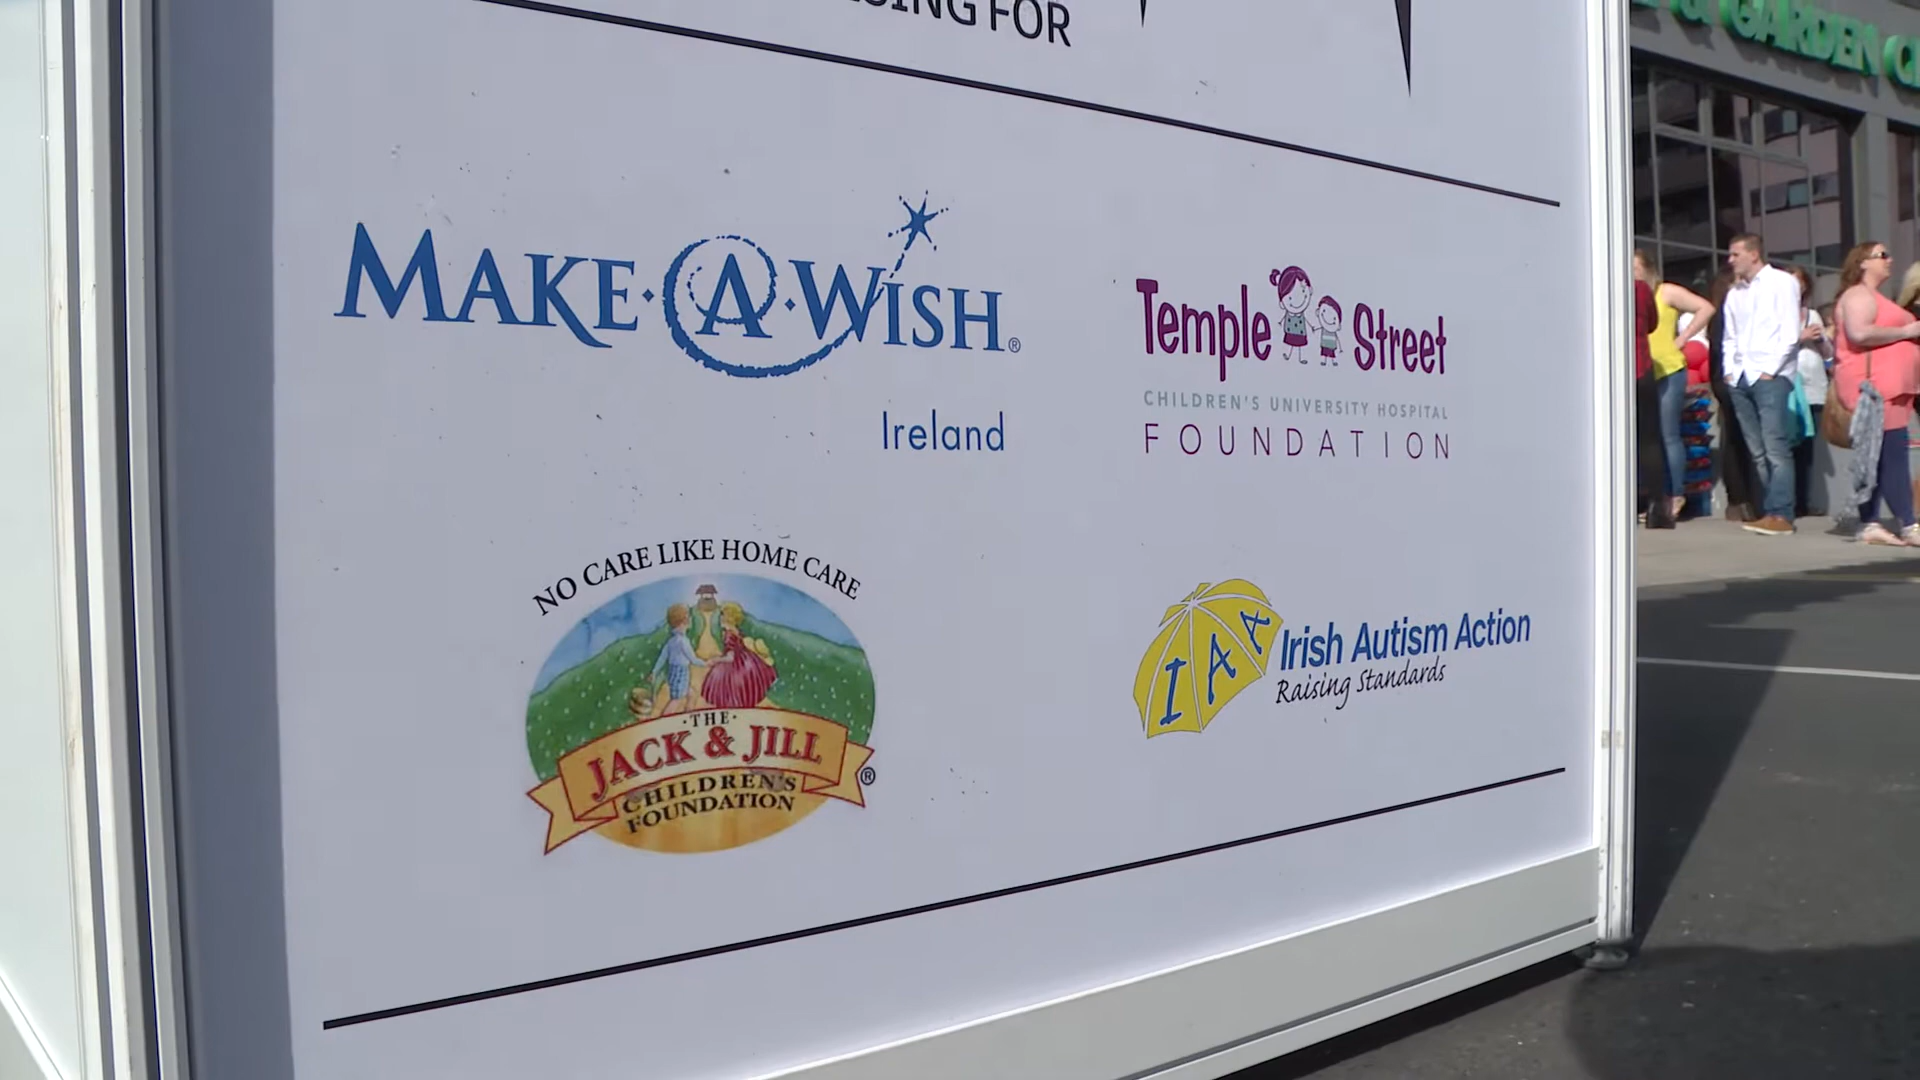 FOR
GARDEN
MAKE·A·WISH®
Ireland
Temple Street
CHILDREN'S UNIVERSITY HOSPITAL
FOUNDATION
NO CARE LIKE HOME CARE
·THE·
JACK & JILL
CHILDREN'S
FOUNDATION
®
IAA
Irish Autism Action
Raising Standards